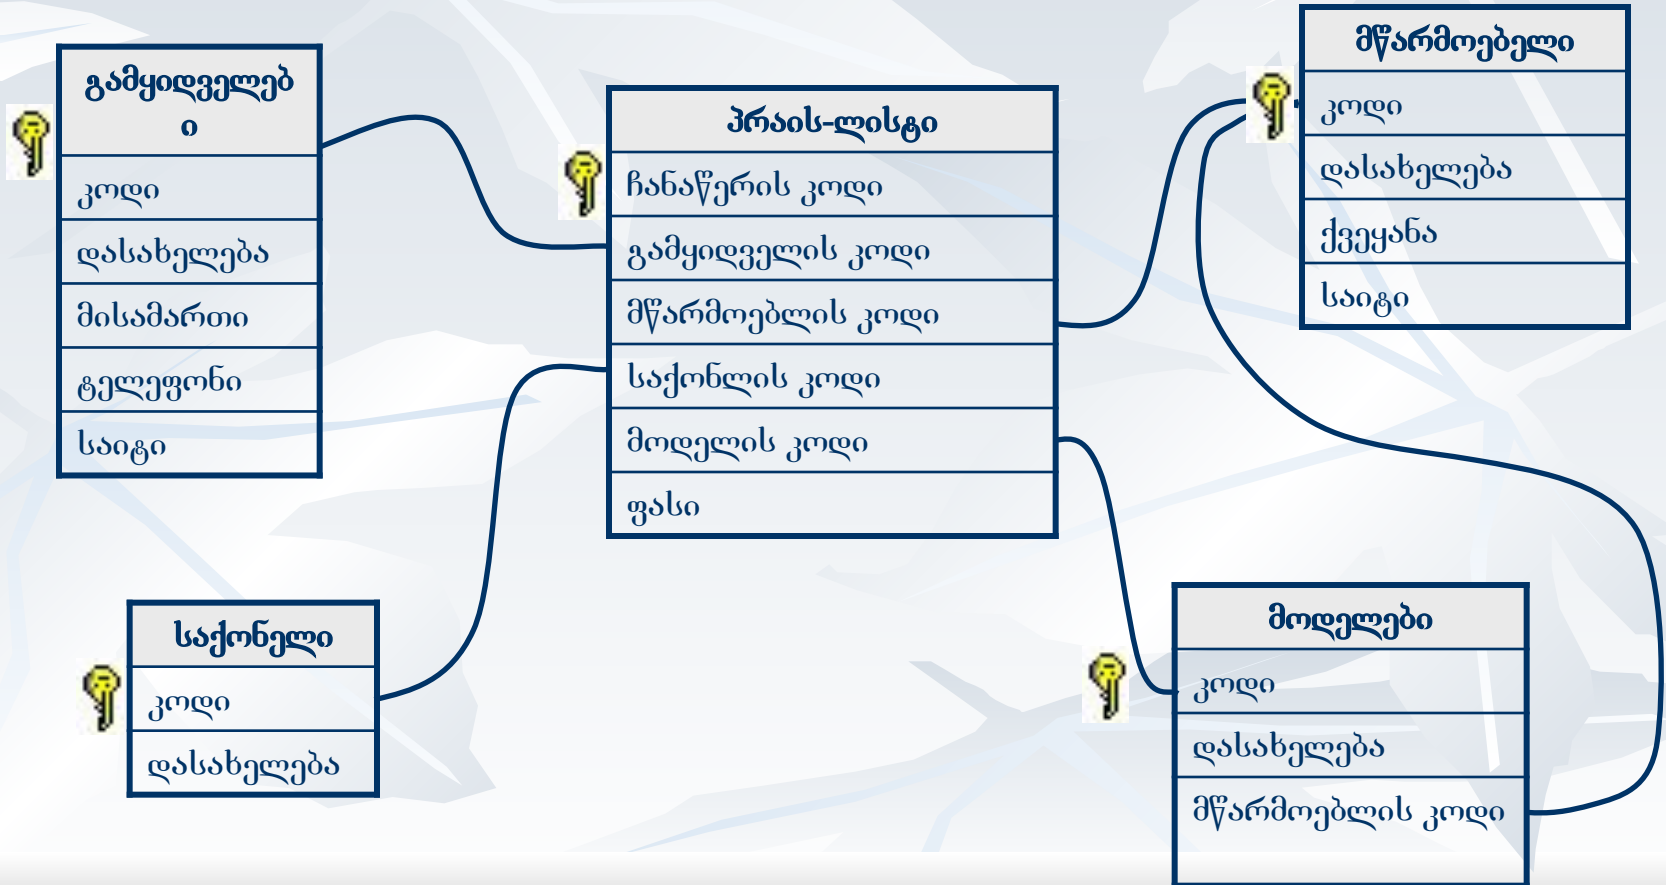 გამყიდველებ
ი
კოდი
დასახელება
მისამართი
ტელეფონი
საიტი
პრაის-ლისტი
ჩანაწერის კოდი
გამყიდველის კოდი
მწარმოებლის კოდი
საქონლის კოდი
მოდელის კოდი
ფასი
მწარმოებელი
კოდი
დასახელება
ქვეყანა
საიტი
საქონელი
კოდი
დასახელება
მოდელები
კოდი
დასახელება
მწარმოებლის კოდი